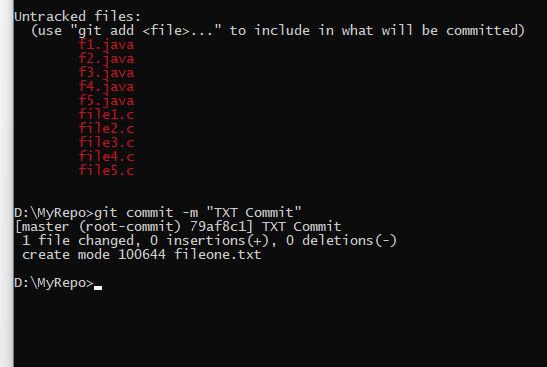 Untracked files:
  (use "git add <file>..." to include in what will be committed)
        f1.java
        f2.java
        f3.java
        f4.java
        f5.java
        file1.c
        file2.c
        file3.c
        file4.c
        file5.c
D:\MyRepo>git commit -m "TXT Commit"
[master (root-commit) 79af8c1] TXT Commit
 1 file changed, 0 insertions(+), 0 deletions(-)
 create mode 100644 fileone.txt
D:\MyRepo>